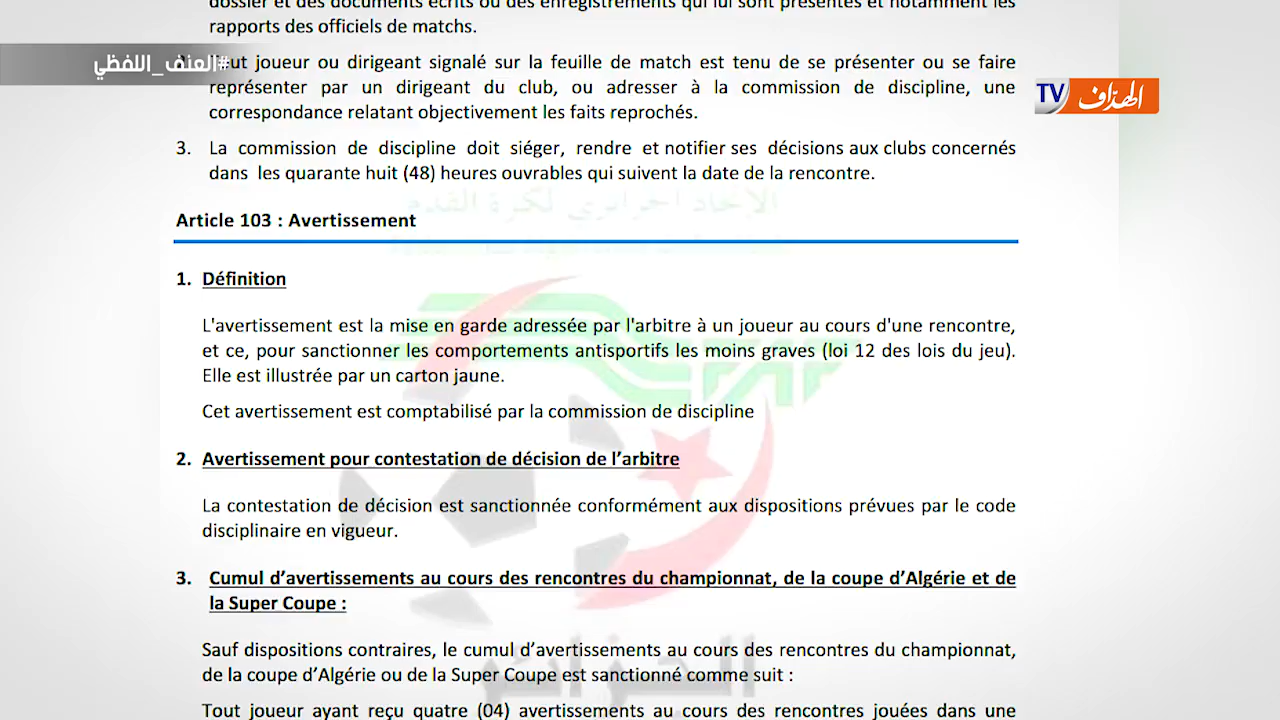 dossier et des documents écrits ou des enregistrements qui lui sont présentés et notamment les
rapports des officiels de matchs.
#العنف_اللفظي
tout joueur ou dirigeant signalé sur la feuille de match est tenu de se présenter ou se faire
représenter par un dirigeant du club, ou adresser à la commission de discipline, une
correspondance relatant objectivement les faits reprochés.
TV الهدّاف
3. La commission de discipline doit siéger, rendre et notifier ses décisions aux clubs concernés
dans les quarante huit (48) heures ouvrables qui suivent la date de la rencontre.
الإتحاد الجزائري لكرة القدم
Article 103 : Avertissement
1. Définition
L'avertissement est la mise en garde adressée par l'arbitre à un joueur au cours d'une rencontre,
et ce, pour sanctionner les comportements antisportifs les moins graves (loi 12 des lois du jeu).
Elle est illustrée par un carton jaune.
FAF
Cet avertissement est comptabilisé par la commission de discipline
2. Avertissement pour contestation de décision de l’arbitre
La contestation de décision est sanctionnée conformément aux dispositions prévues par le code
disciplinaire en vigueur.
3. Cumul d’avertissements au cours des rencontres du championnat, de la coupe d’Algérie et de
la Super Coupe :
Sauf dispositions contraires, le cumul d’avertissements au cours des rencontres du championnat,
de la coupe d’Algérie ou de la Super Coupe est sanctionné comme suit :
الجزائر
Tout joueur ayant reçu quatre (04) avertissements au cours des rencontres jouées dans une